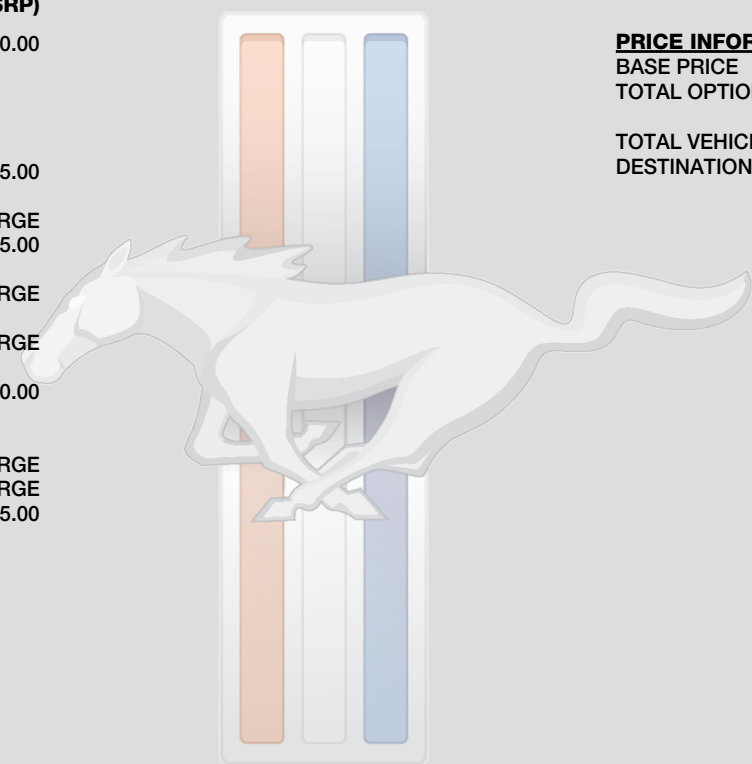 SRP)
0.00
5.00
RGE
5.00
RGE
RGE
0.00
RGE
RGE
5.00
PRICE INFOR
BASE PRICE
TOTAL OPTION
TOTAL VEHICL
DESTINATION